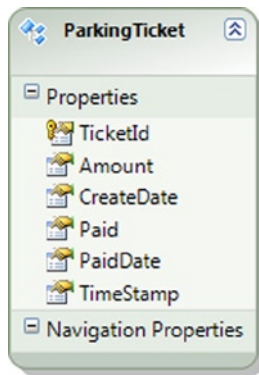 ParkingTicket
Properties
TicketId
Amount
CreateDate
Paid
PaidDate
TimeStamp
Navigation Properties